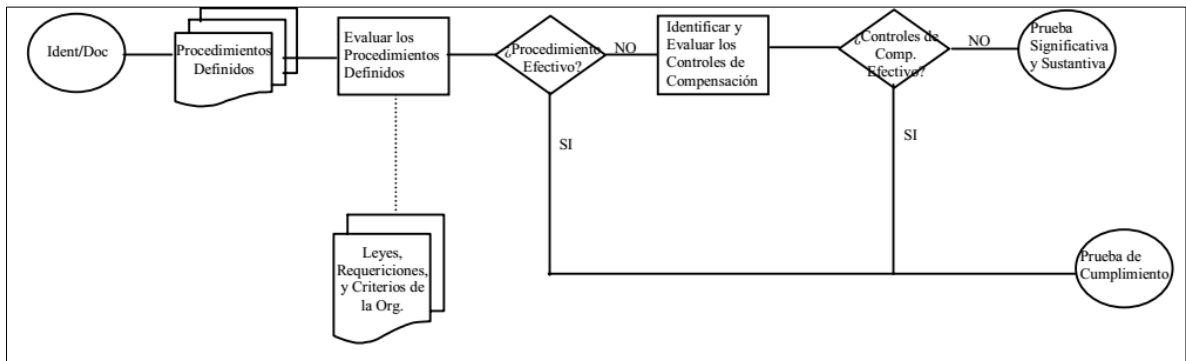 Ident/Doc
Procedimientos
Definidos
Evaluar los
Procedimientos
Definidos
¿Procedimiento
Efectivo?
NO
Identificar y
Evaluar los
Controles de
Compensación
¿Controles de
Comp.
Efectivo?
NO
Prueba
Significativa
y Sustantiva
SI
SI
Leyes,
Requericiones,
y Criterios de
la Org.
Prueba de
Cumplimiento